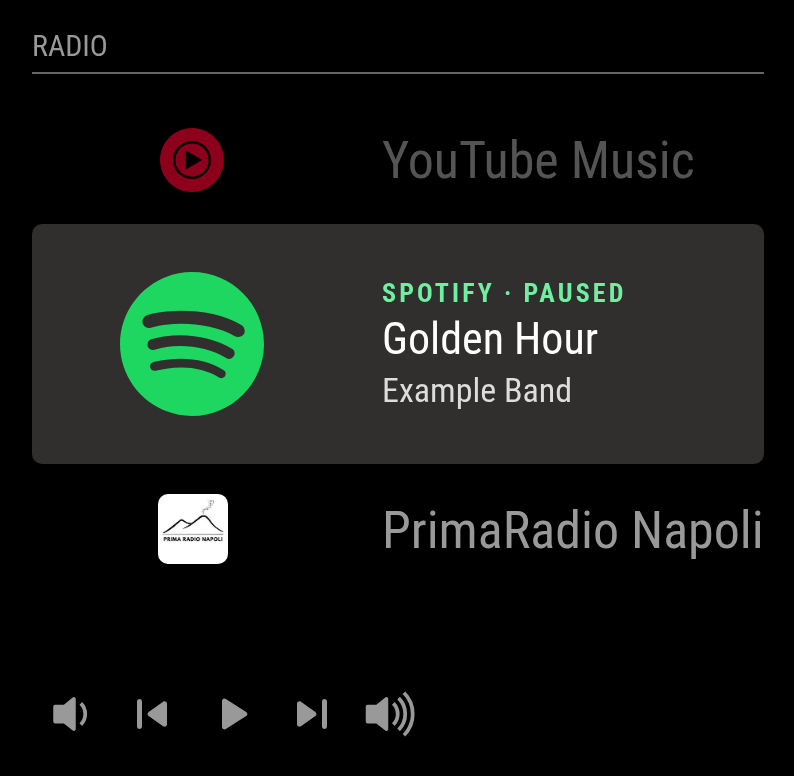 RADIO
YouTube Music
SPOTIFY · PAUSED
Golden Hour
Example Band
PRIMA RADIO NAPOLI
PrimaRadio Napoli